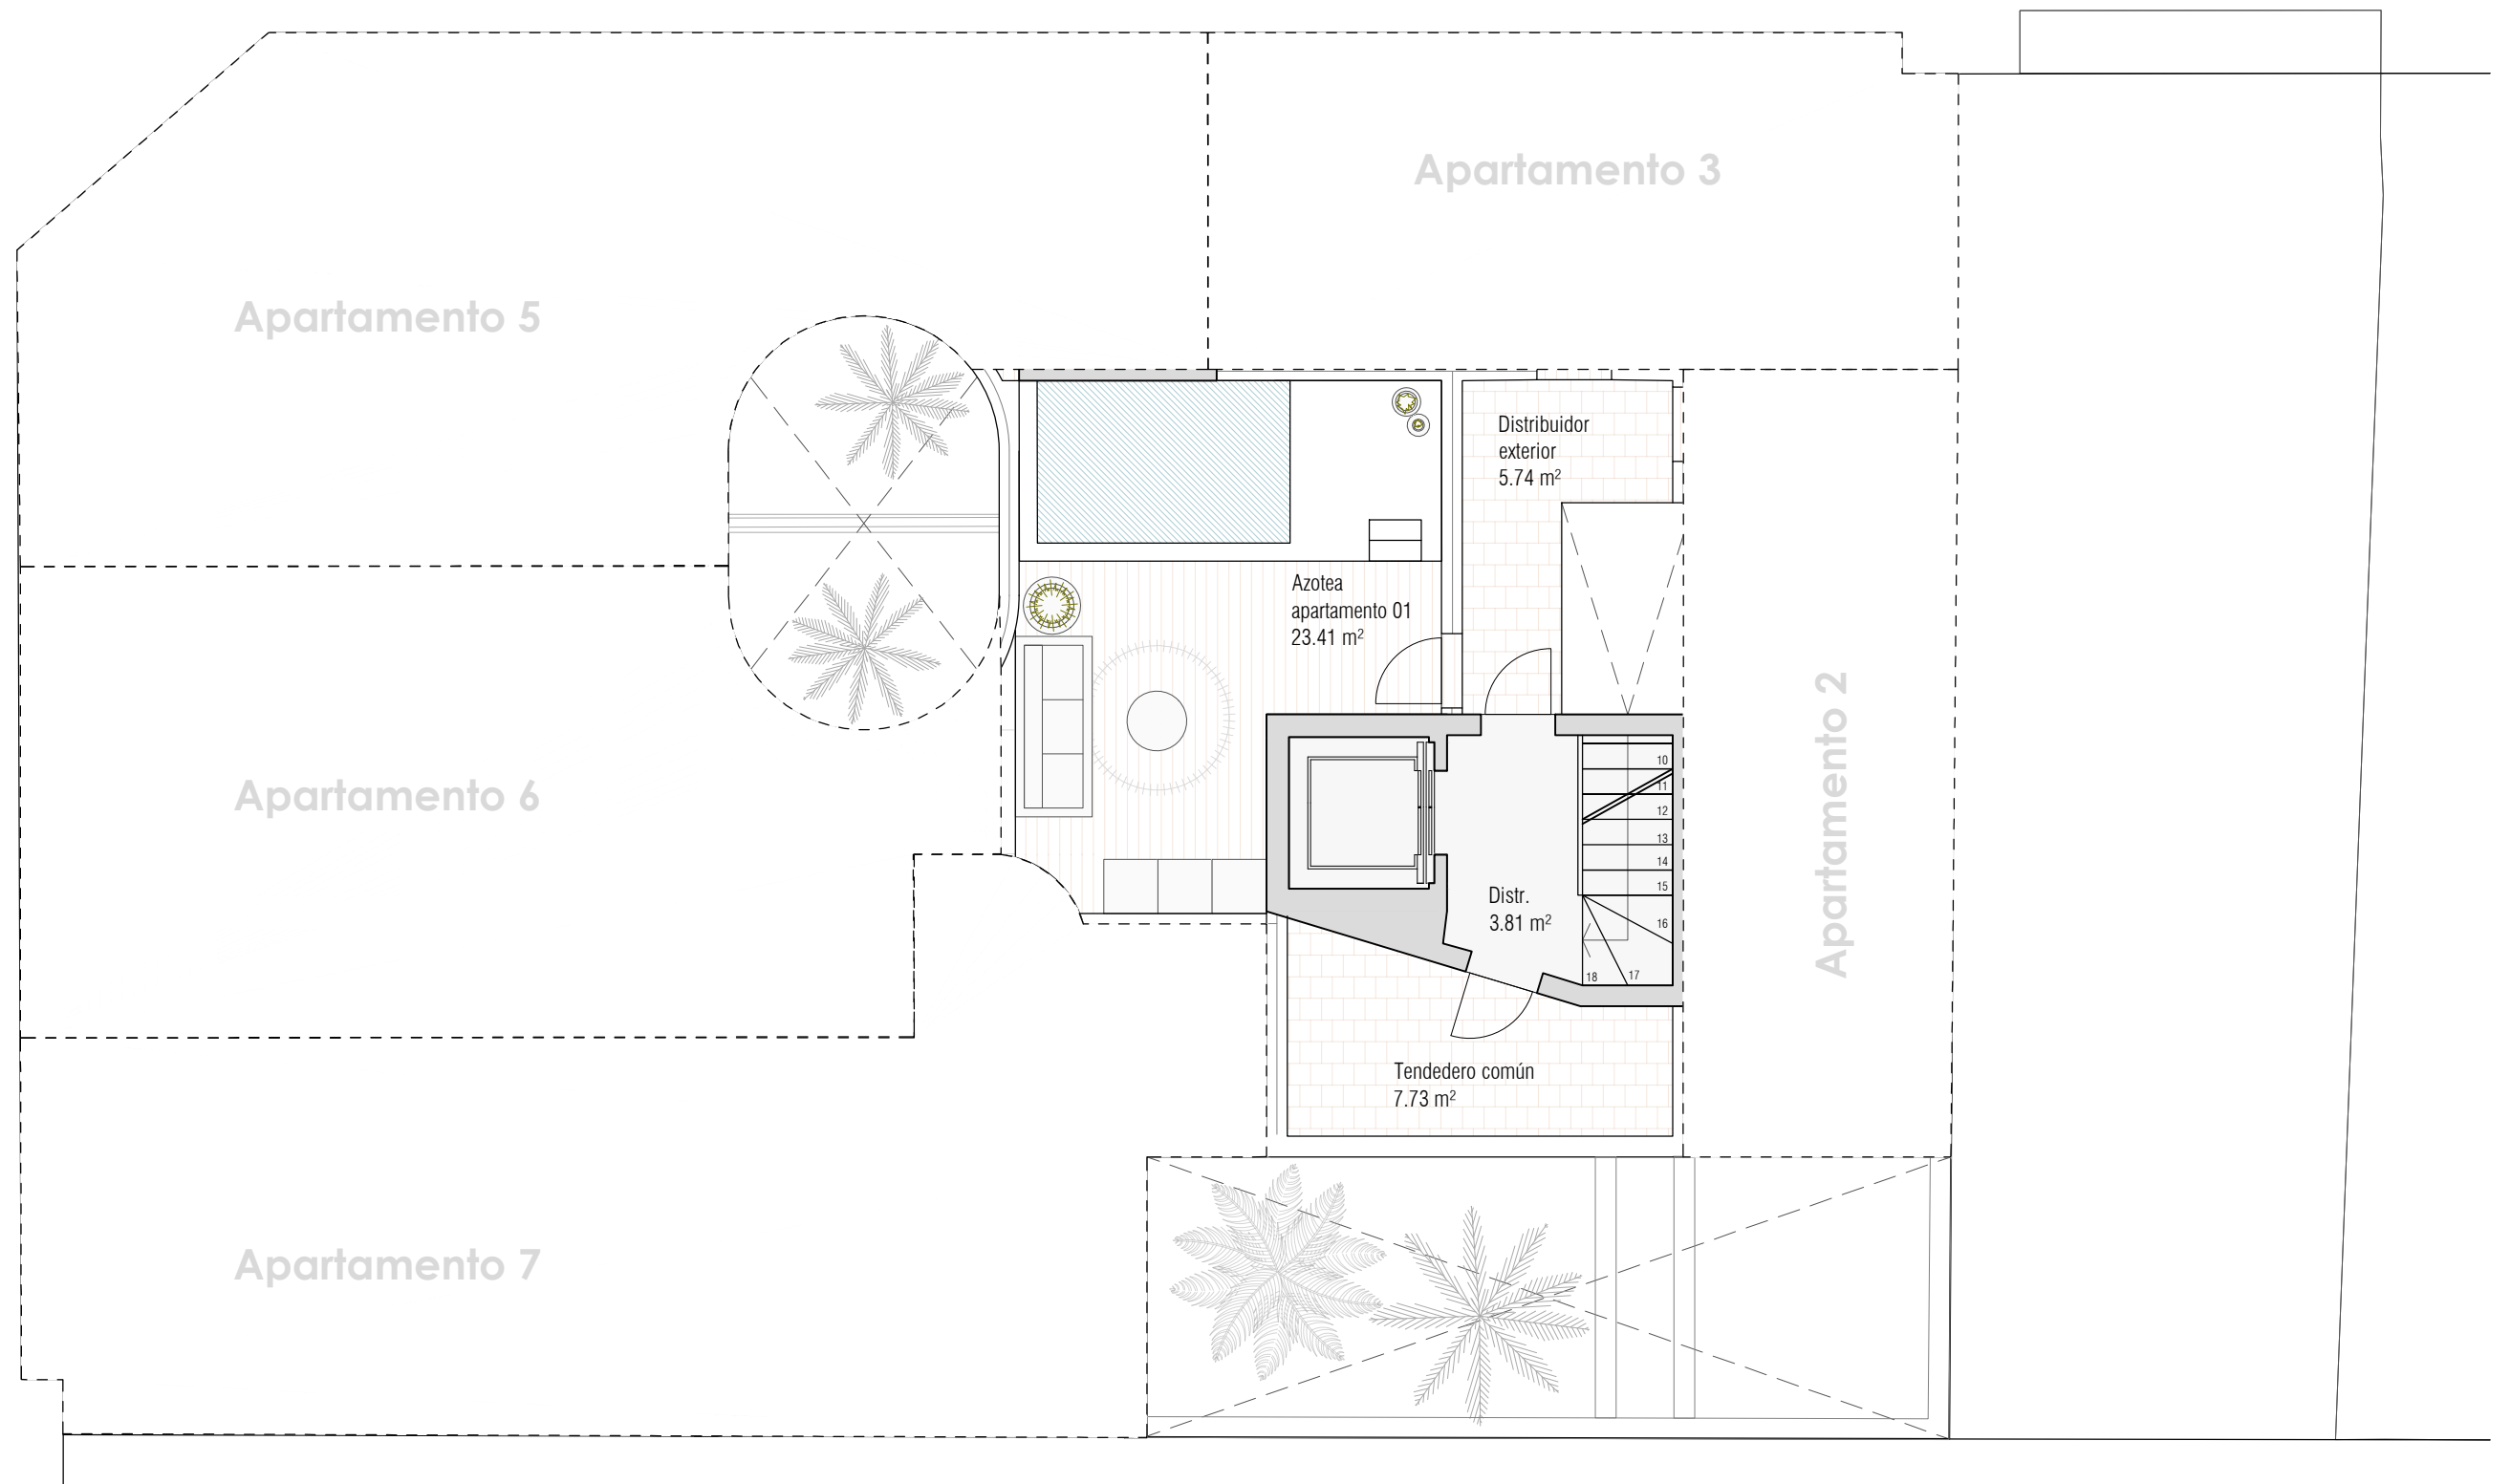 Apartamento 3
Apartamento 5
Distribuidor
exterior
5.74 m²
Azotea
apartamento 01
23.41 m²
Apartamento 2
10
11
12
13
14
15
16
17
18
Apartamento 6
Distr.
3.81 m²
Tendedero común
7.73 m²
Apartamento 7